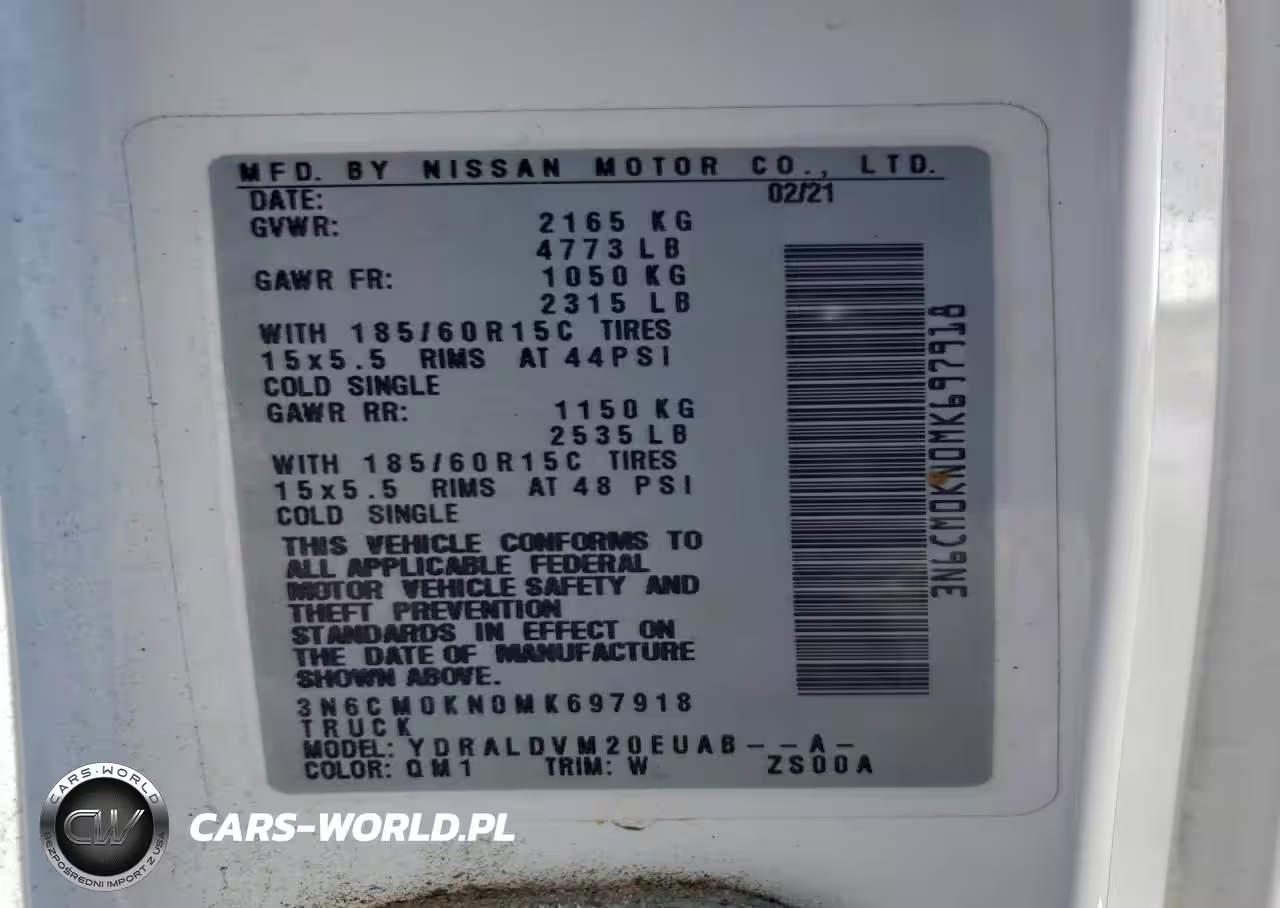 MFD. BY NISSAN MOTOR CO., LTD.
DATE: 02/21
GVWR: 2165 KG
4773 LB
GAWR FR: 1050 KG
2315 LB
WITH 185/60R15C TIRES
15x5.5 RIMS AT 44PSI
COLD SINGLE
GAWR RR: 1150 KG
2535 LB
WITH 185/60R15C TIRES
15x5.5 RIMS AT 48 PSI
COLD SINGLE
THIS VEHICLE CONFORMS TO
ALL APPLICABLE FEDERAL
MOTOR VEHICLE SAFETY AND
THEFT PREVENTION
STANDARDS IN EFFECT ON
THE DATE OF MANUFACTURE
SHOWN ABOVE.
3N6CM0KN0MK697918
TRUCK
MODEL: YDRALDVM20EUAB--A-
COLOR: QM1 TRIM: W ZS00A
3N6CM0KN0MK697918
CARS-WORLD
CW
BEZPOŚREDNI IMPORT Z USA
CARS-WORLD.PL